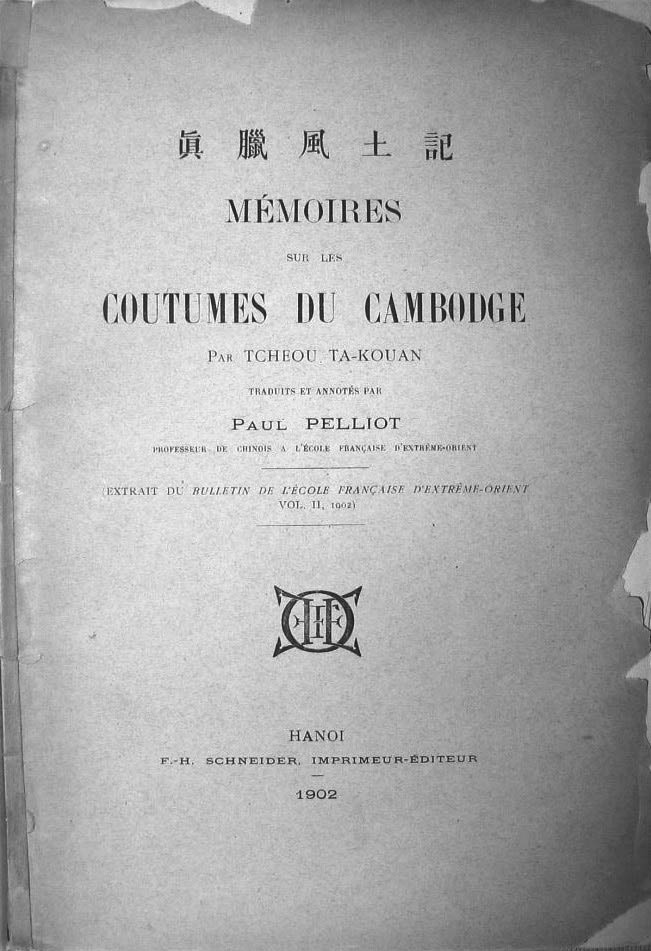 眞臘風土記
MÉMOIRES
SUR LES
COUTUMES DU CAMBODGE
PAR TCHEOU TA-KOUAN
TRADUITS ET ANNOTÉS PAR
PAUL PELLIOT
PROFESSEUR DE CHINOIS A L'ÉCOLE FRANÇAISE D'EXTRÊME-ORIENT
(EXTRAIT DU BULLETIN DE L'ÉCOLE FRANÇAISE D'EXTRÊME-ORIENT
VOL. II, 1902)
HANOI
F.-H. SCHNEIDER, IMPRIMEUR-ÉDITEUR
1902